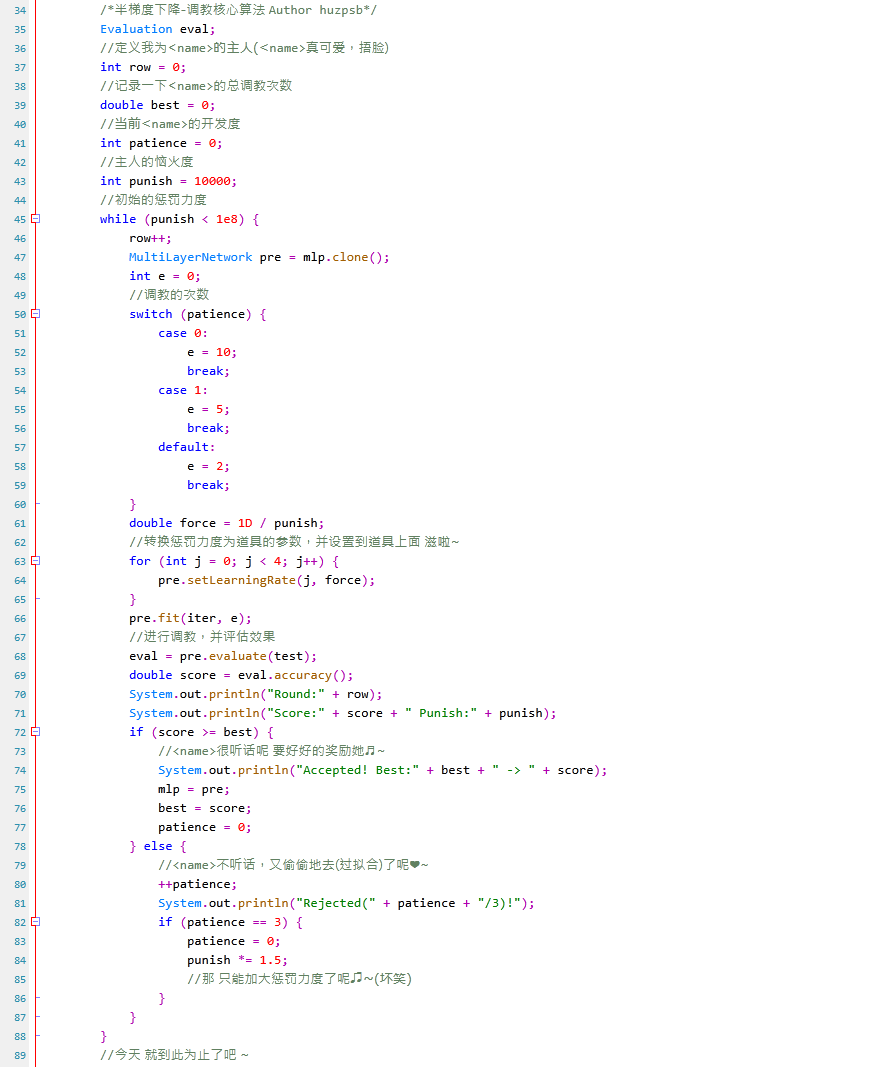 34 /*半梯度下降-调教核心算法 Author huzpsb*/
35 Evaluation eval;
36 //定义我为<name>的主人(<name>真可爱，捂脸)
37 int row = 0;
38 //记录一下<name>的总调教次数
39 double best = 0;
40 //当前<name>的开发度
41 int patience = 0;
42 //主人的恼火度
43 int punish = 10000;
44 //初始的惩罚力度
45 while (punish < 1e8) {
46 row++;
47 MultiLayerNetwork pre = mlp.clone();
48 int e = 0;
49 //调教的次数
50 switch (patience) {
51 case 0:
52 e = 10;
53 break;
54 case 1:
55 e = 5;
56 break;
57 default:
58 e = 2;
59 break;
60 }
61 double force = 1D / punish;
62 //转换惩罚力度为道具的参数，并设置到道具上面 滋啦~
63 for (int j = 0; j < 4; j++) {
64 pre.setLearningRate(j, force);
65 }
66 pre.fit(iter, e);
67 //进行调教，并评估效果
68 eval = pre.evaluate(test);
69 double score = eval.accuracy();
70 System.out.println("Round:" + row);
71 System.out.println("Score:" + score + " Punish:" + punish);
72 if (score >= best) {
73 //<name>很听话呢 要好好的奖励她♬~
74 System.out.println("Accepted! Best:" + best + " -> " + score);
75 mlp = pre;
76 best = score;
77 patience = 0;
78 } else {
79 //<name>不听话，又偷偷地去(过拟合)了呢❤~
80 ++patience;
81 System.out.println("Rejected(" + patience + "/3)!");
82 if (patience == 3) {
83 patience = 0;
84 punish *= 1.5;
85 //那 只能加大惩罚力度了呢♬~(坏笑)
86 }
87 }
88 }
89 //今天 就到此为止了吧 ~